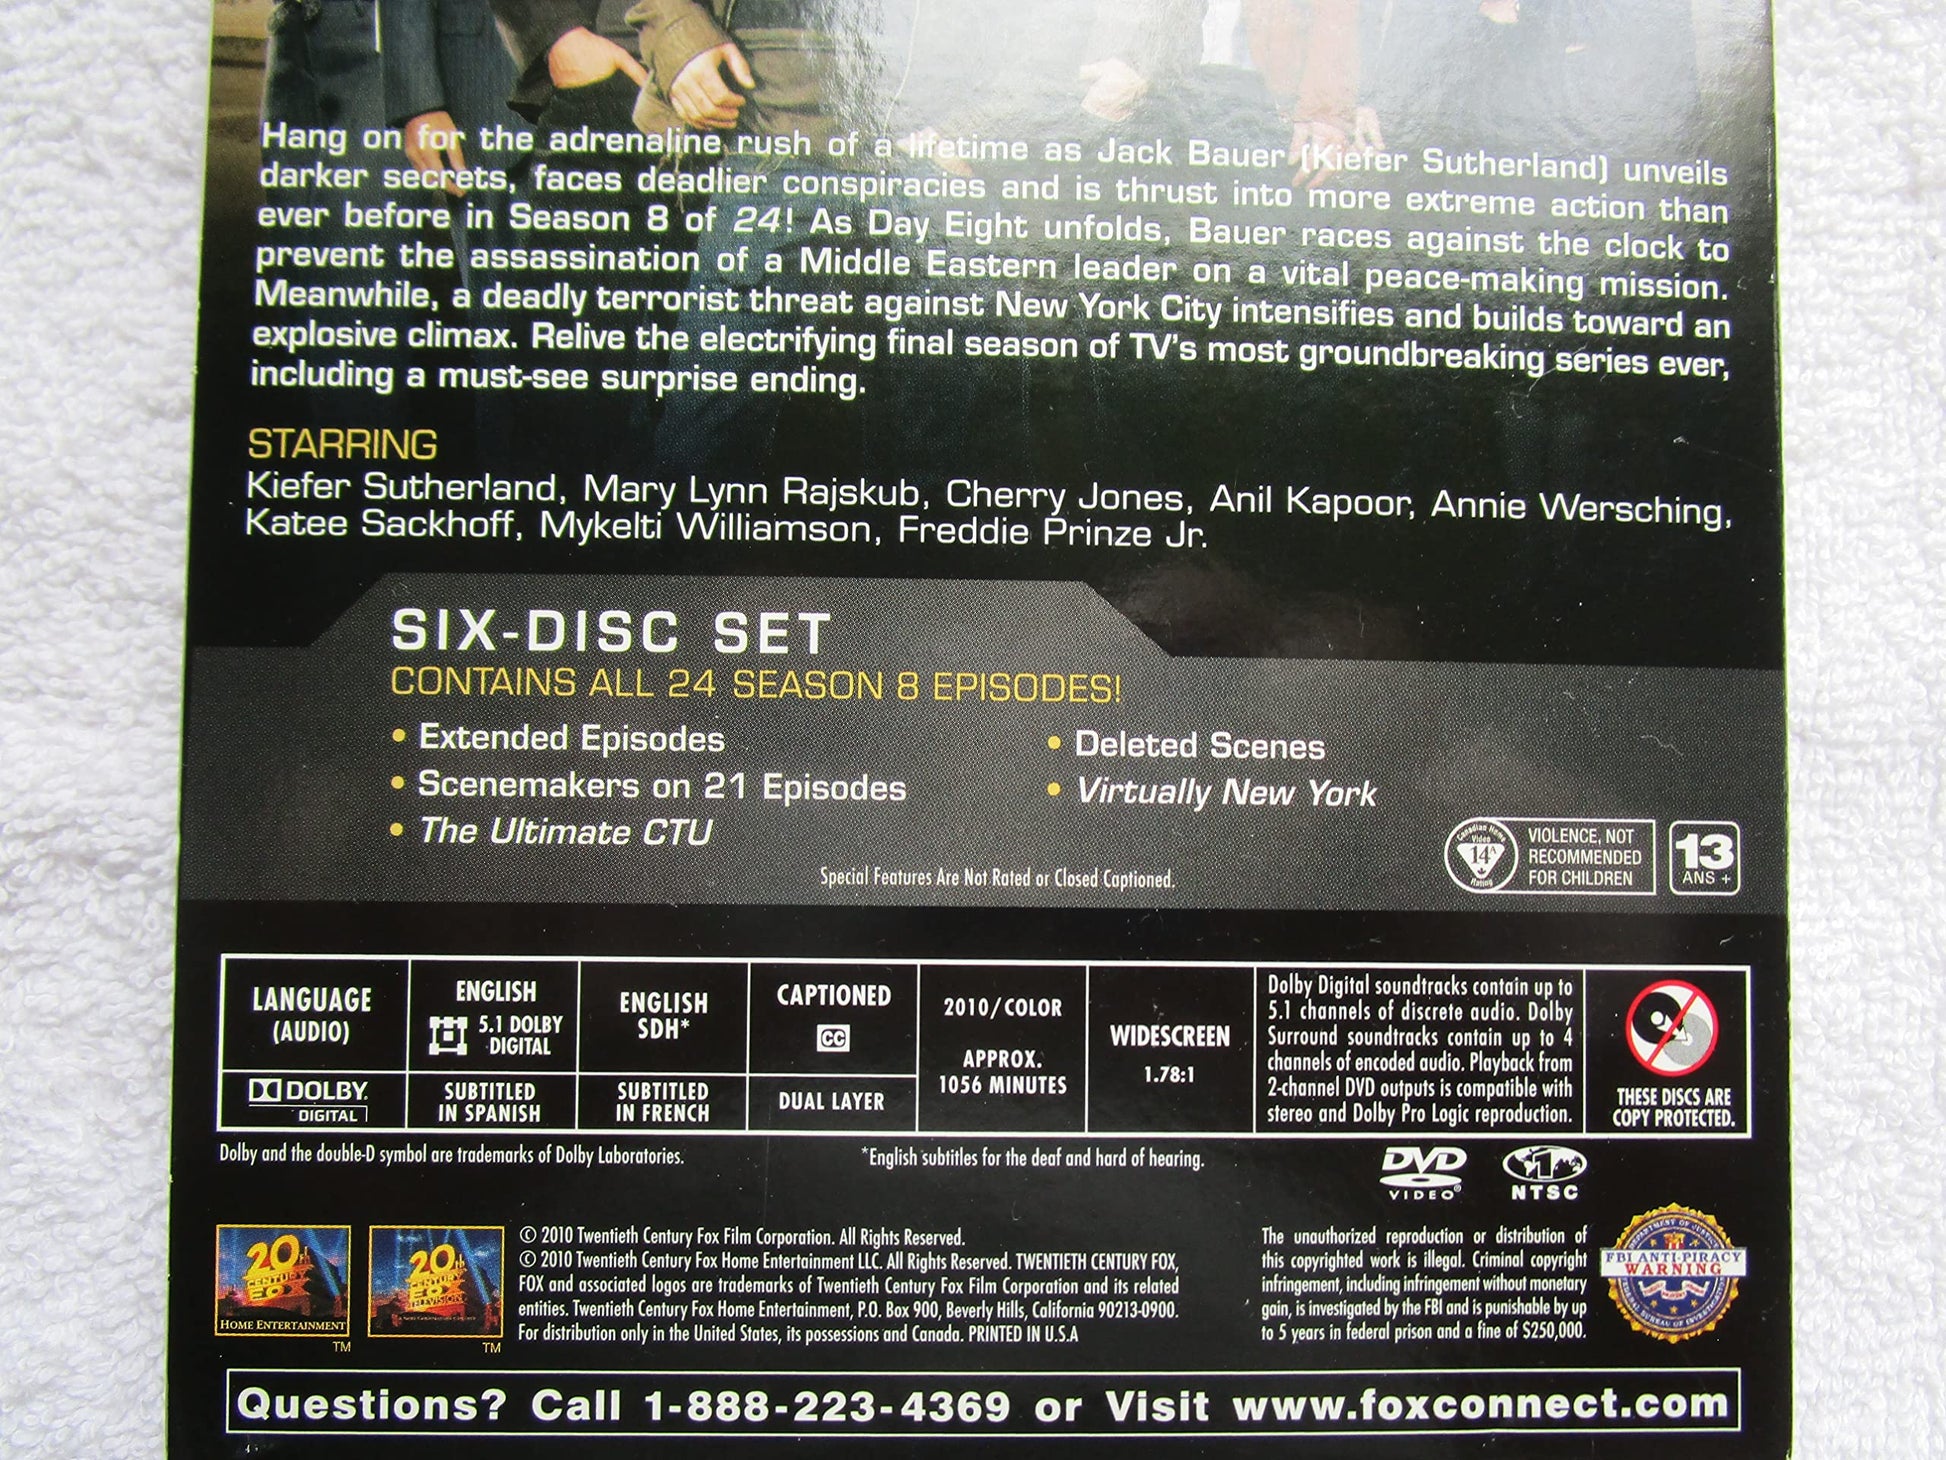 Hang on for the adrenaline rush of a lifetime as Jack Bauer (Kiefer Sutherland) unveils
darker secrets, faces deadlier conspiracies and is thrust into more extreme action than
ever before in Season 8 of 24! As Day Eight unfolds, Bauer races against the clock to
prevent the assassination of a Middle Eastern leader on a vital peace-making mission.
Meanwhile, a deadly terrorist threat against New York City intensifies and builds toward an
explosive climax. Relive the electrifying final season of TV's most groundbreaking series ever,
including a must-see surprise ending.
STARRING
Kiefer Sutherland, Mary Lynn Rajskub, Cherry Jones, Anil Kapoor, Annie Wersching,
Katee Sackhoff, Mykelti Williamson, Freddie Prinze Jr.
SIX-DISC SET
CONTAINS ALL 24 SEASON 8 EPISODES!
• Extended Episodes
• Scenemakers on 21 Episodes
• The Ultimate CTU
• Deleted Scenes
• Virtually New York
Special Features Are Not Rated or Closed Captioned.
Canadian Home
Video
14A
Rating
VIOLENCE, NOT
RECOMMENDED
FOR CHILDREN
13
ANS +
LANGUAGE
(AUDIO)
DOLBY
DIGITAL
ENGLISH
5.1 DOLBY
DIGITAL
SUBTITLED
IN SPANISH
ENGLISH
SDH*
SUBTITLED
IN FRENCH
CAPTIONED
CC
DUAL LAYER
2010/COLOR
APPROX.
1056 MINUTES
WIDESCREEN
1.78:1
Dolby Digital soundtracks contain up to
5.1 channels of discrete audio. Dolby
Surround soundtracks contain up to 4
channels of encoded audio. Playback from
2-channel DVD outputs is compatible with
stereo and Dolby Pro Logic reproduction.
THESE DISCS ARE
COPY PROTECTED.
Dolby and the double-D symbol are trademarks of Dolby Laboratories.
*English subtitles for the deaf and hard of hearing.
DVD
VIDEO®
1
NTSC
20th
CENTURY
FOX
HOME ENTERTAINMENT
TM
20th
CENTURY
FOX
TELEVISION
TM
© 2010 Twentieth Century Fox Film Corporation. All Rights Reserved.
© 2010 Twentieth Century Fox Home Entertainment LLC. All Rights Reserved. TWENTIETH CENTURY FOX,
FOX and associated logos are trademarks of Twentieth Century Fox Film Corporation and its related
entities. Twentieth Century Fox Home Entertainment, P.O. Box 900, Beverly Hills, California 90213-0900.
For distribution only in the United States, its possessions and Canada. PRINTED IN U.S.A
The unauthorized reproduction or distribution of
this copyrighted work is illegal. Criminal copyright
infringement, including infringement without monetary
gain, is investigated by the FBI and is punishable by up
to 5 years in federal prison and a fine of $250,000.
DEPARTMENT OF JUSTICE
FBI ANTI-PIRACY
WARNING
FEDERAL BUREAU OF INVESTIGATION
Questions? Call 1-888-223-4369 or Visit www.foxconnect.com